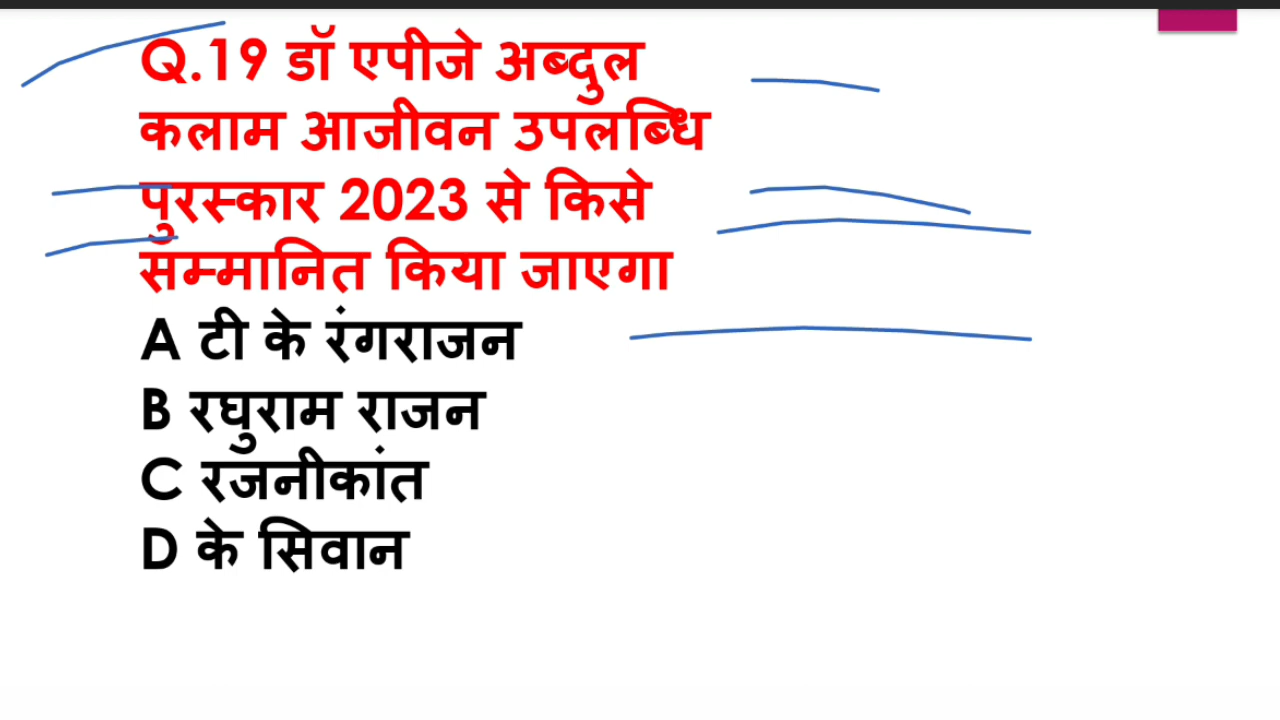 Q.19 डॉ एपीजे अब्दुल
कलाम आजीवन उपलब्धि
पुरस्कार 2023 से किसे
सम्मानित किया जाएगा
A टी के रंगराजन
B रघुराम राजन
C रजनीकांत
D के सिवान